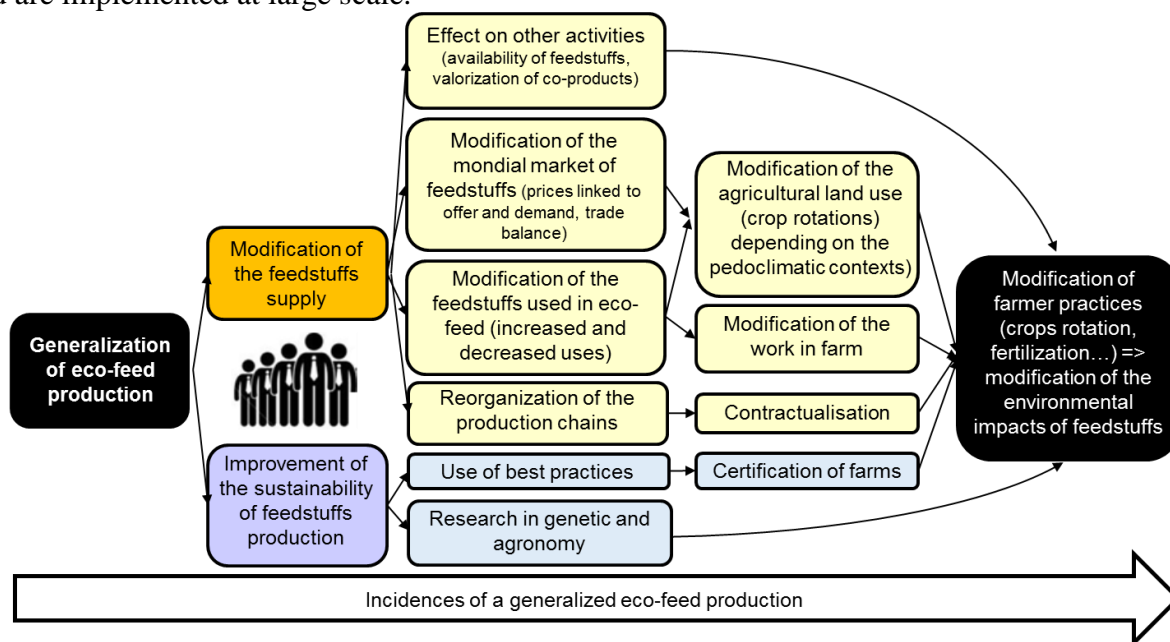 are implemented at large scale.
Effect on other activities
(availability of feedstuffs,
valorization of co-products)
Modification of the
mondial market of
feedstuffs (prices linked to
offer and demand, trade
balance)
Modification of the
agricultural land use
(crop rotations)
depending on the
pedoclimatic contexts)
Modification of
the feedstuffs
supply
Modification of the
feedstuffs used in eco-
feed (increased and
decreased uses)
Modification of the
work in farm
Modification of
farmer practices
(crops rotation,
fertilization…) =>
modification of the
environmental
impacts of feedstuffs
Generalization
of eco-feed
production
Reorganization of the
production chains
Contractualisation
Improvement of
the sustainability
of feedstuffs
production
Use of best practices
Certification of farms
Research in genetic and
agronomy
Incidences of a generalized eco-feed production